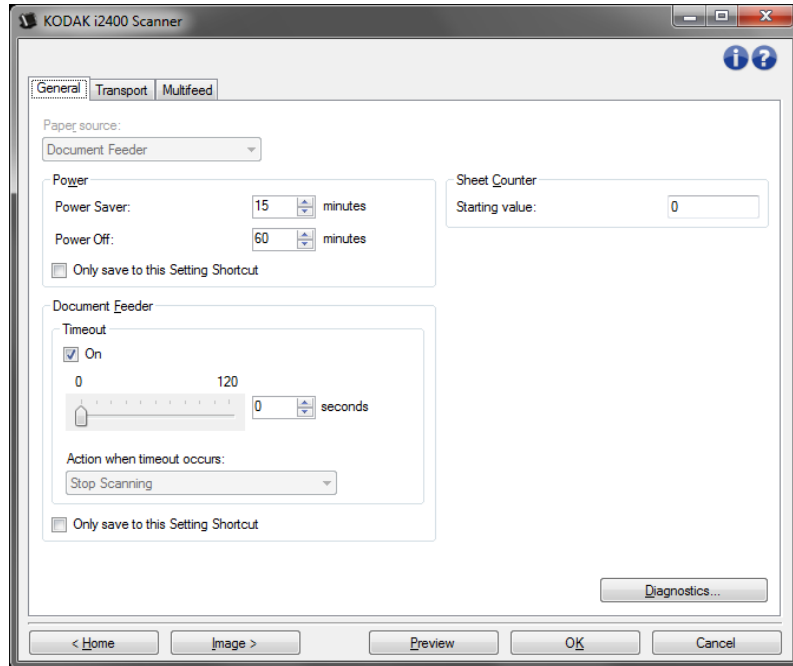 KODAK i2400 Scanner
General Transport Multifeed
Paper source:
Document Feeder
Power
Power Saver: 15 minutes
Power Off: 60 minutes
Only save to this Setting Shortcut
Sheet Counter
Starting value: 0
Document Feeder
Timeout
On
0 120
0 seconds
Action when timeout occurs:
Stop Scanning
Only save to this Setting Shortcut
Diagnostics...
< Home Image > Preview OK Cancel